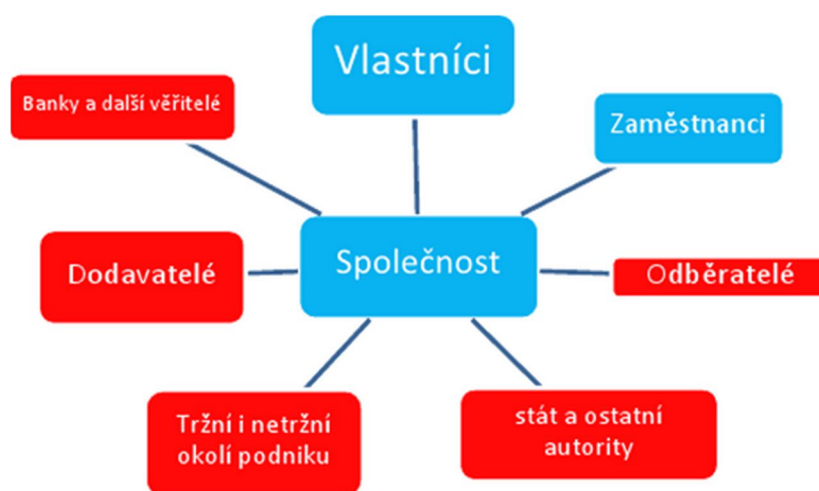 Vlastníci
Banky a další věřitelé
Zaměstnanci
Společnost
Dodavatelé
Odběratelé
Tržní i netržní
okolí podniku
stát a ostatní
autority